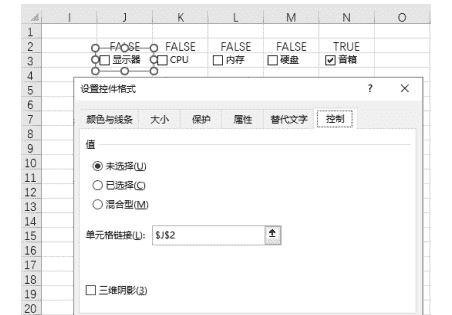 I J K L M N O
1
2 FALSE FALSE FALSE FALSE TRUE
3 显示器 CPU 内存 硬盘 音箱
4
5 设置控件格式 ? ×
6
7 颜色与线条 大小 保护 属性 替代文字 控制
8
9 值
10 未选择(U)
11 已选择(C)
12
13 混合型(M)
14
15 单元格链接(L): $J$2
16
17
18
19 三维阴影(3)
20